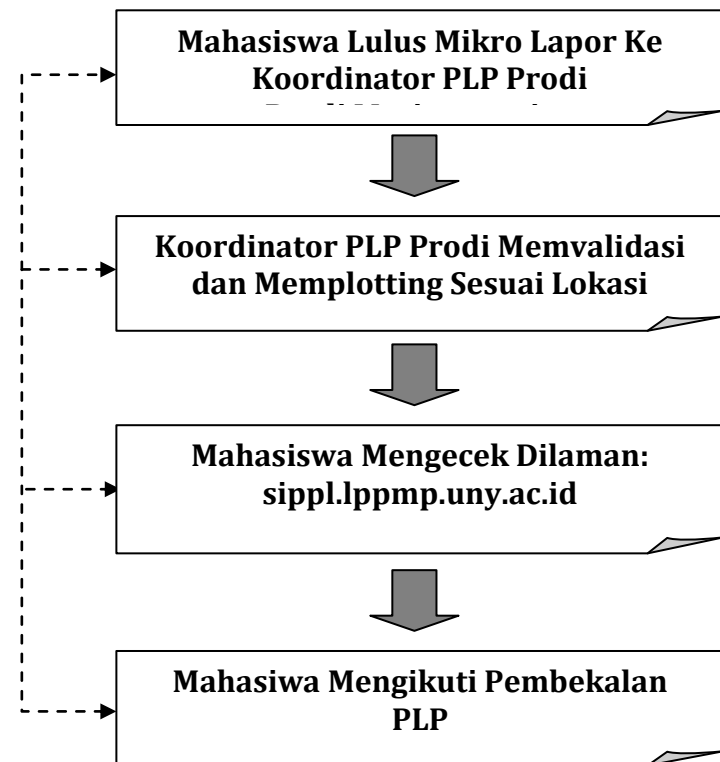 Mahasiswa Lulus Mikro Lapor Ke
Koordinator PLP Prodi
Koordinator PLP Prodi Memvalidasi
dan Memplotting Sesuai Lokasi
Mahasiswa Mengecek Dilaman:
sippl.lppmp.uny.ac.id
Mahasiwa Mengikuti Pembekalan
PLP